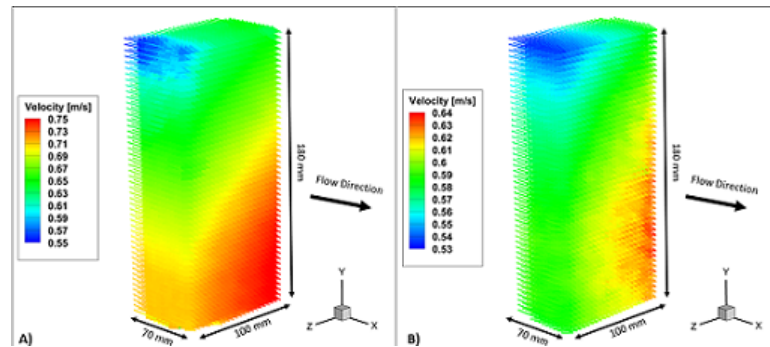 Velocity [m/s]
0.75
0.73
0.71
0.69
0.67
0.65
0.63
0.61
0.59
0.57
0.55
180 mm
Flow Direction
70 mm
100 mm
Y
Z
X
A)
Velocity [m/s]
0.64
0.63
0.62
0.61
0.6
0.59
0.58
0.57
0.56
0.55
0.54
0.53
180 mm
Flow Direction
70 mm
100 mm
Y
Z
X
B)